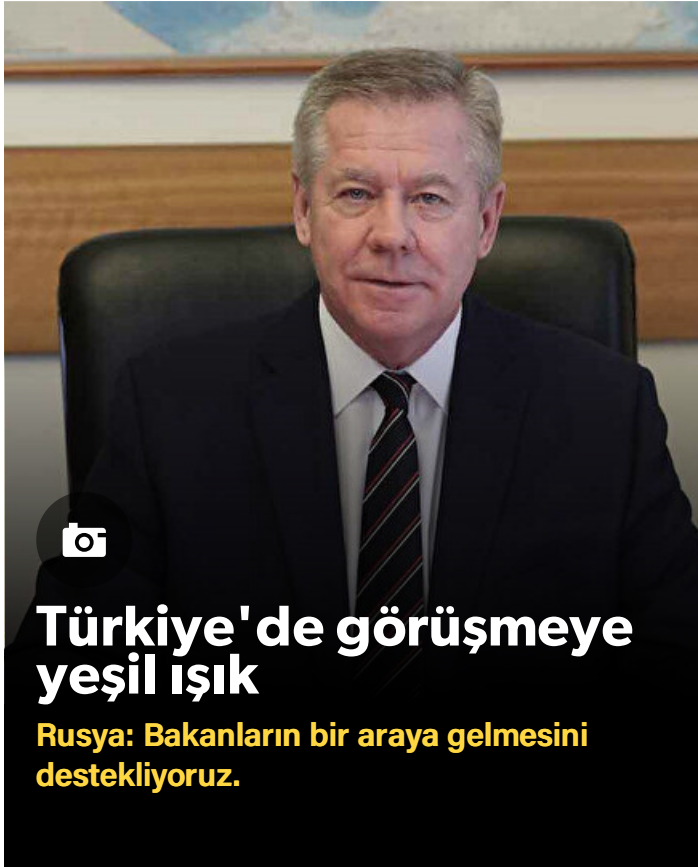 Türkiye'de görüşmeye
yeşil ışık
Rusya: Bakanların bir araya gelmesini
destekliyoruz.